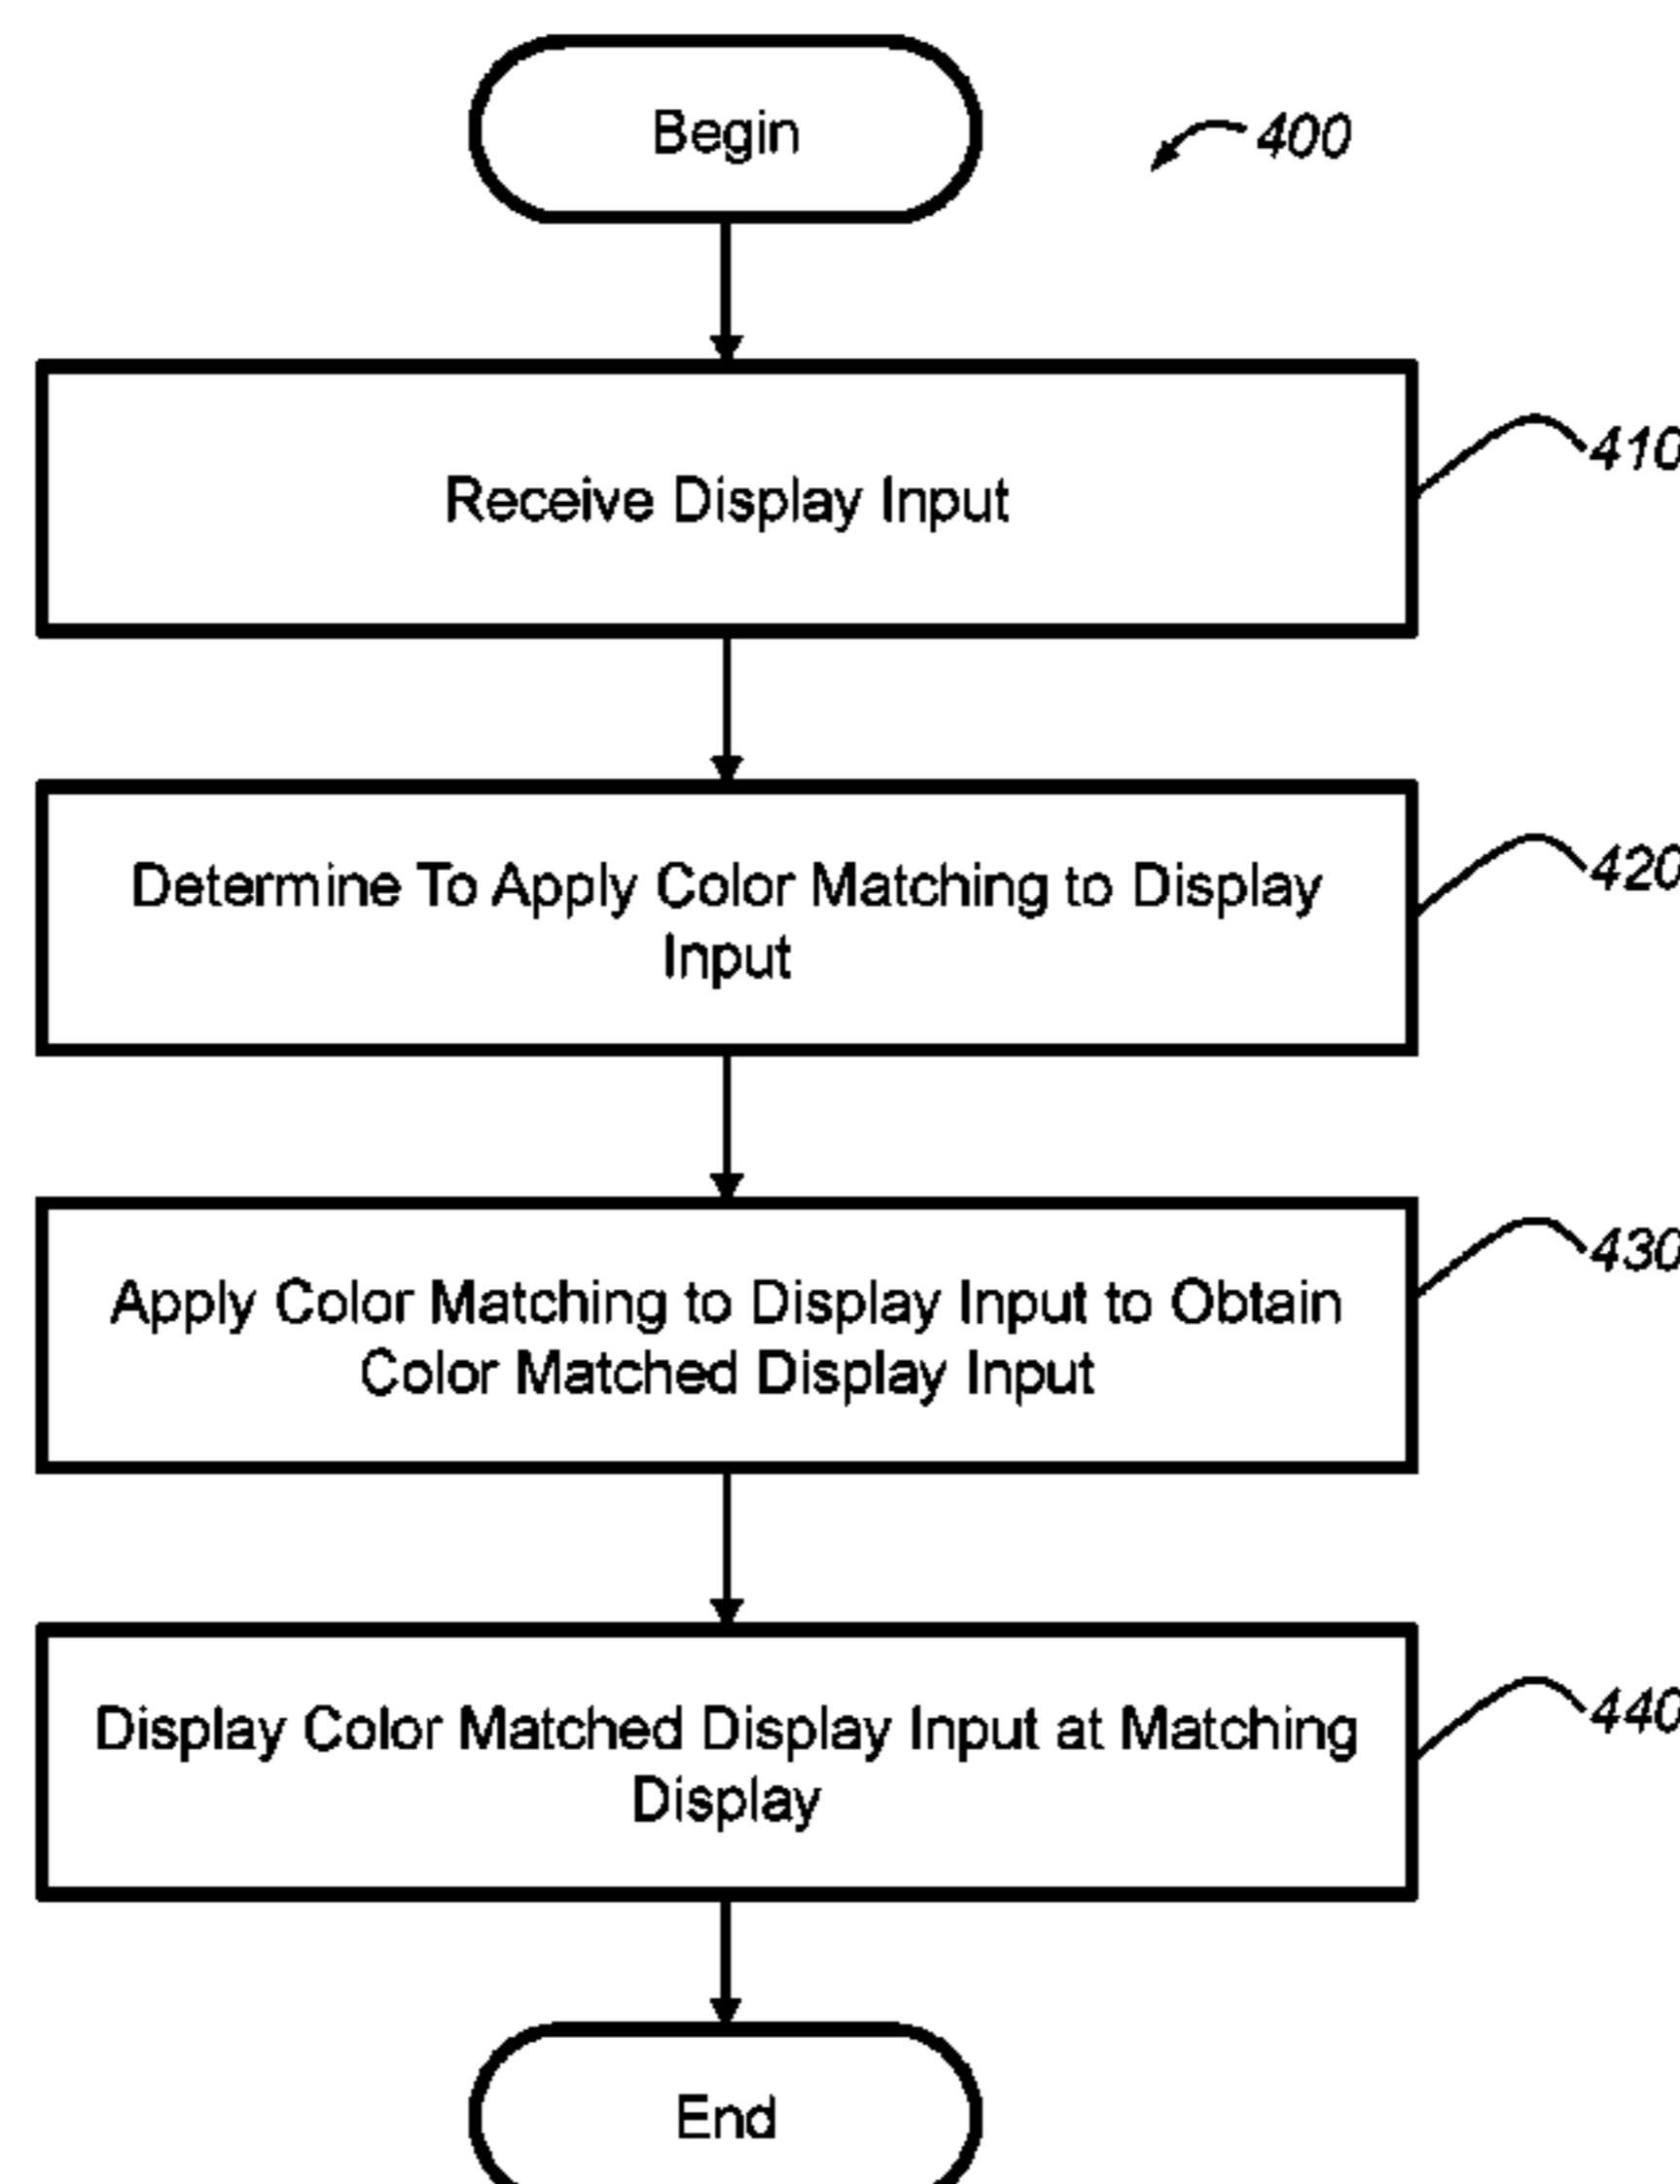 Begin
400
Receive Display Input
410
Determine To Apply Color Matching to Display
Input
420
Apply Color Matching to Display Input to Obtain
Color Matched Display Input
430
Display Color Matched Display Input at Matching
Display
440
End